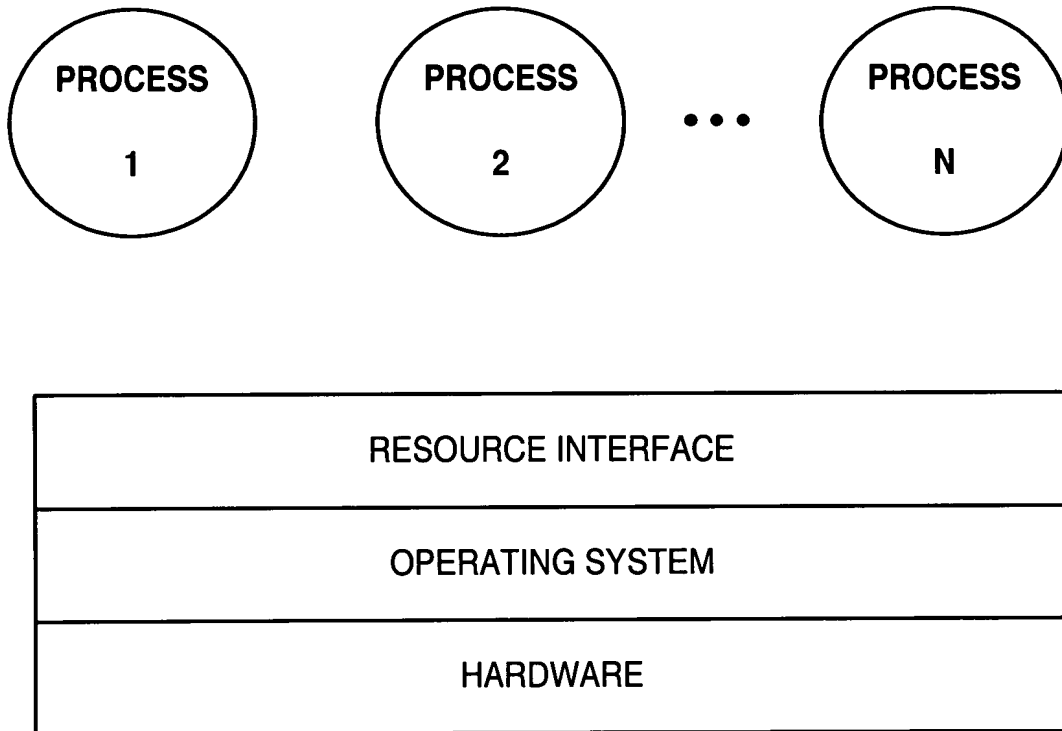 PROCESS PROCESS PROCESS
1 2 ... N
RESOURCE INTERFACE
OPERATING SYSTEM
HARDWARE